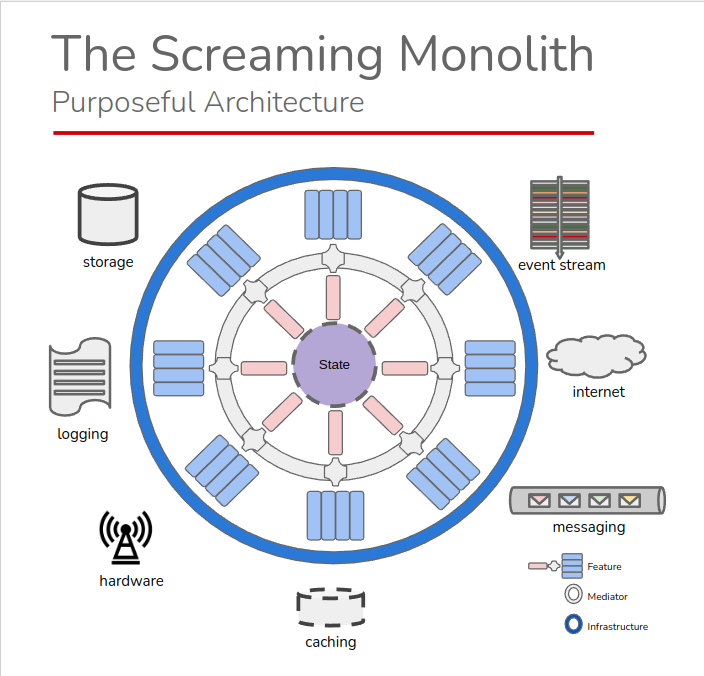 The Screaming Monolith
Purposeful Architecture
storage
event stream
State
internet
logging
messaging
hardware
Feature
Mediator
Infrastructure
caching